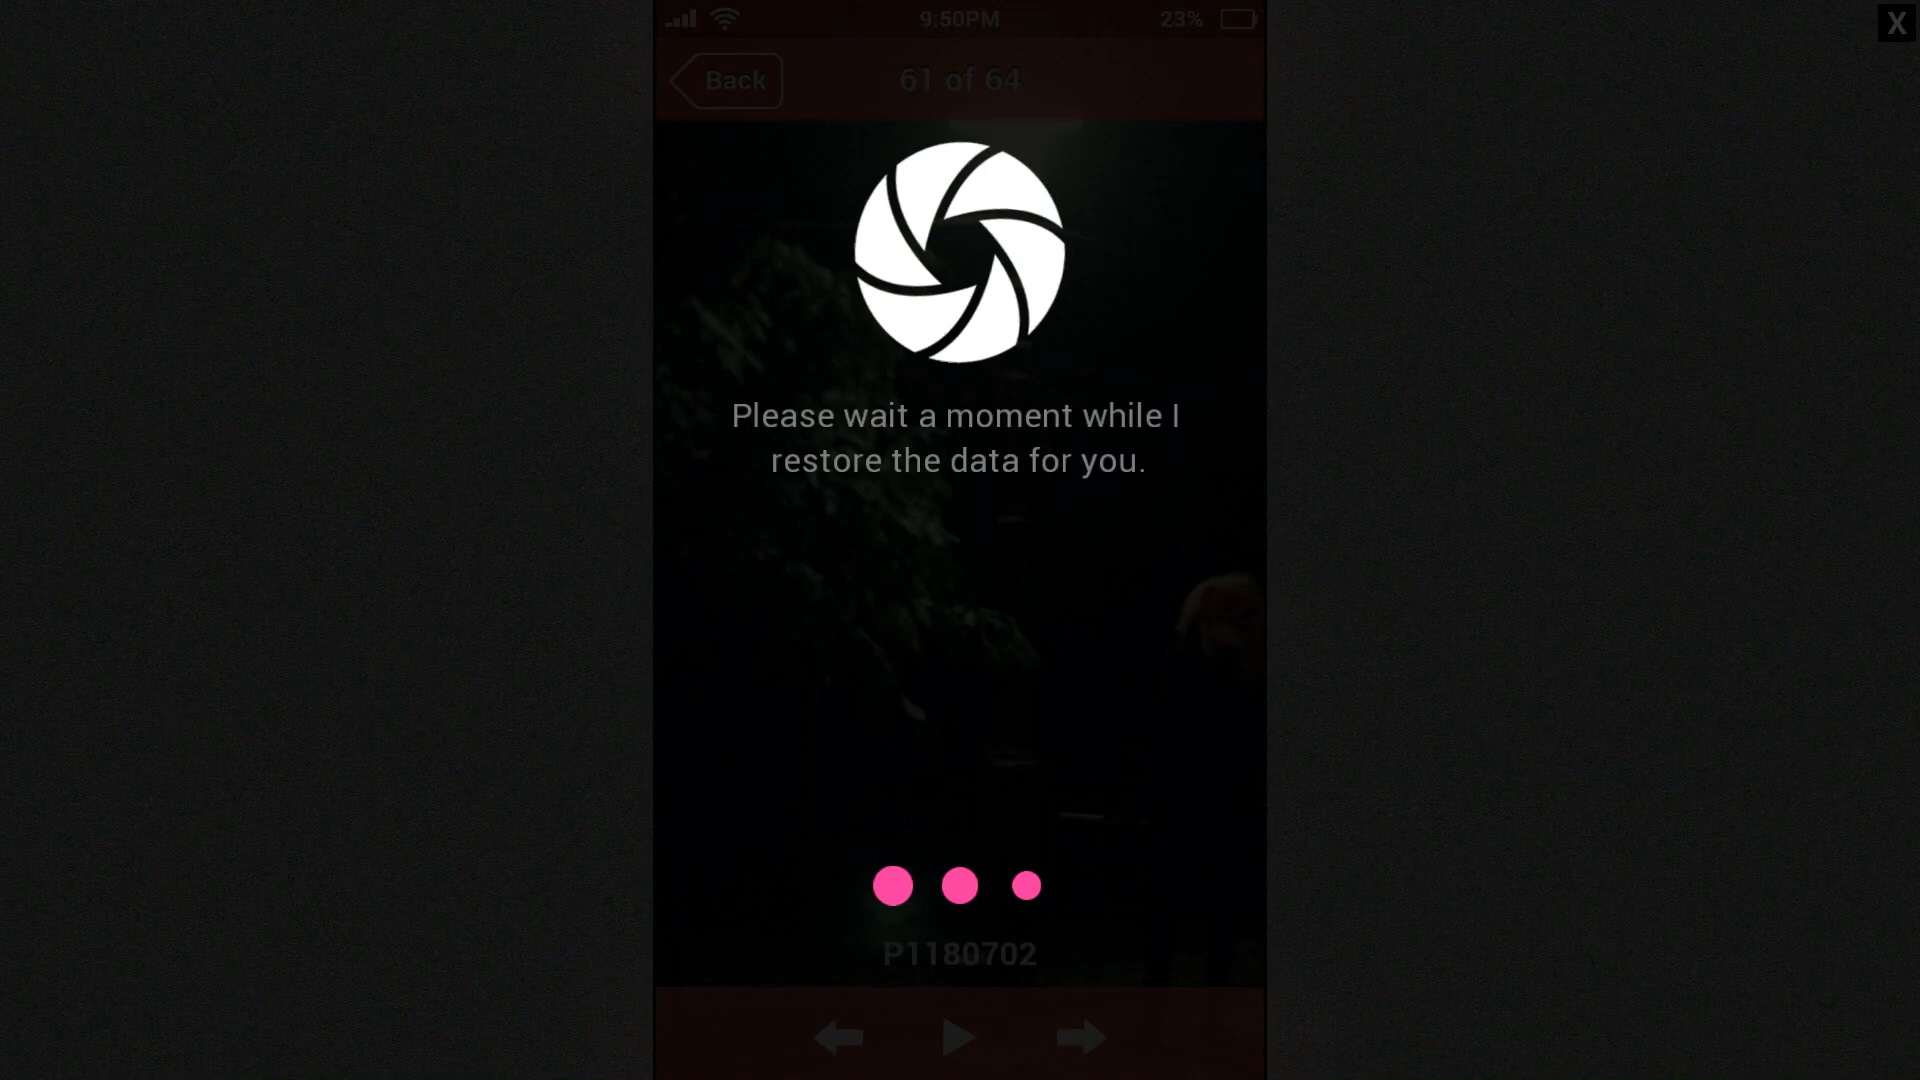 9:50PM
23%
X
Back
61 of 64
Please wait a moment while I
restore the data for you.
P1180702